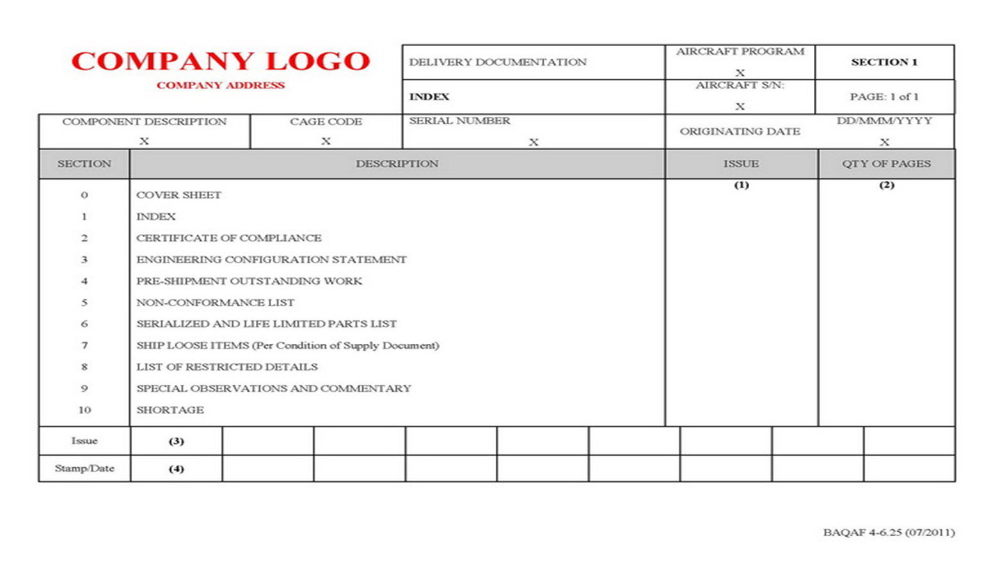 COMPANY LOGO
COMPANY ADDRESS
DELIVERY DOCUMENTATION
AIRCRAFT PROGRAM
X
SECTION 1
INDEX
AIRCRAFT S/N:
X
PAGE: 1 of 1
COMPONENT DESCRIPTION
X
CAGE CODE
X
SERIAL NUMBER
X
ORIGINATING DATE
DD/MMM/YYYY
X
SECTION DESCRIPTION ISSUE QTY OF PAGES
(1) (2)
0 COVER SHEET
1 INDEX
2 CERTIFICATE OF COMPLIANCE
3 ENGINEERING CONFIGURATION STATEMENT
4 PRE-SHIPMENT OUTSTANDING WORK
5 NON-CONFORMANCE LIST
6 SERIALIZED AND LIFE LIMITED PARTS LIST
7 SHIP LOOSE ITEMS (Per Condition of Supply Document)
8 LIST OF RESTRICTED DETAILS
9 SPECIAL OBSERVATIONS AND COMMENTARY
10 SHORTAGE
Issue (3)
Stamp/Date (4)
BAQAF 4-6.25 (07/2011)